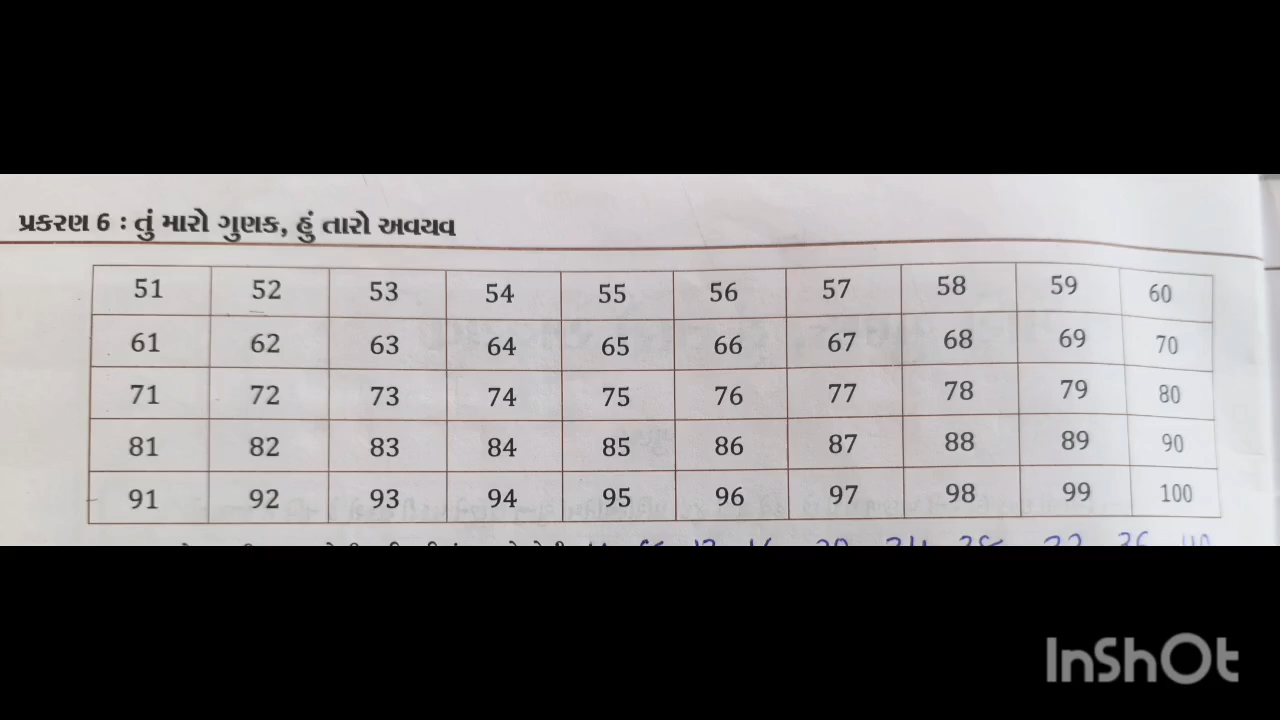 પ્રકરણ 6 : તું મારો ગુણક, હું તારો અવયવ
51 52 53 54 55 56 57 58 59 60
61 62 63 64 65 66 67 68 69 70
71 72 73 74 75 76 77 78 79 80
81 82 83 84 85 86 87 88 89 90
91 92 93 94 95 96 97 98 99 100
InShOt